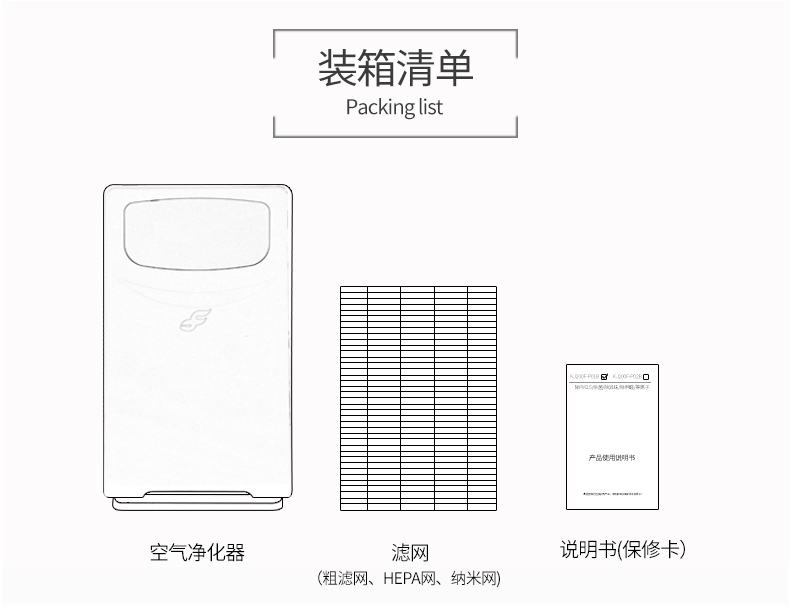 装箱清单
Packing list
产品使用说明书
空气净化器
滤网
说明书(保修卡)
(粗滤网、HEPA网、纳米网)